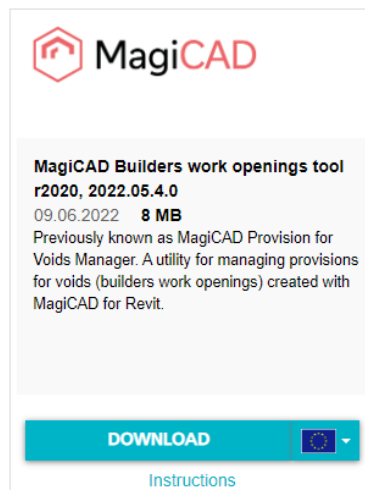 MagiCAD
MagiCAD Builders work openings tool
r2020, 2022.05.4.0
09.06.2022 8 MB
Previously known as MagiCAD Provision for
Voids Manager. A utility for managing provisions
for voids (builders work openings) created with
MagiCAD for Revit.
DOWNLOAD
Instructions